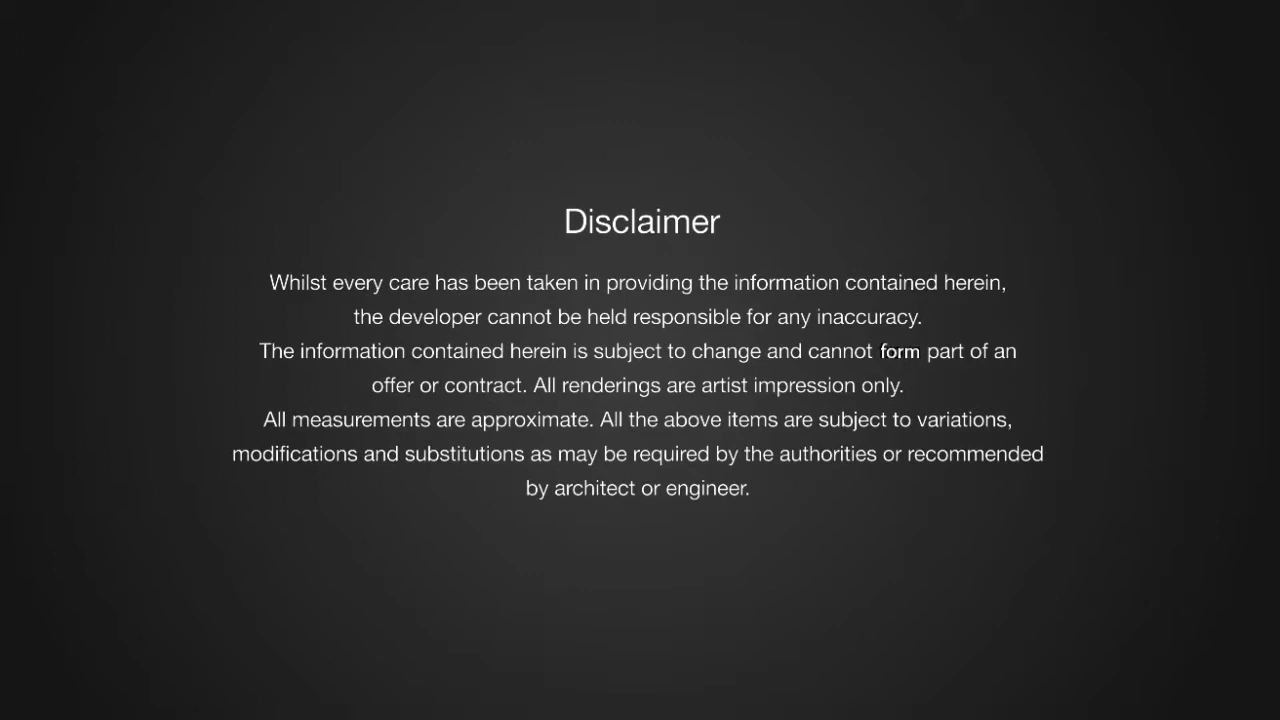 Disclaimer
Whilst every care has been taken in providing the information contained herein,
the developer cannot be held responsible for any inaccuracy.
The information contained herein is subject to change and cannot form part of an
offer or contract. All renderings are artist impression only.
All measurements are approximate. All the above items are subject to variations,
modifications and substitutions as may be required by the authorities or recommended
by architect or engineer.